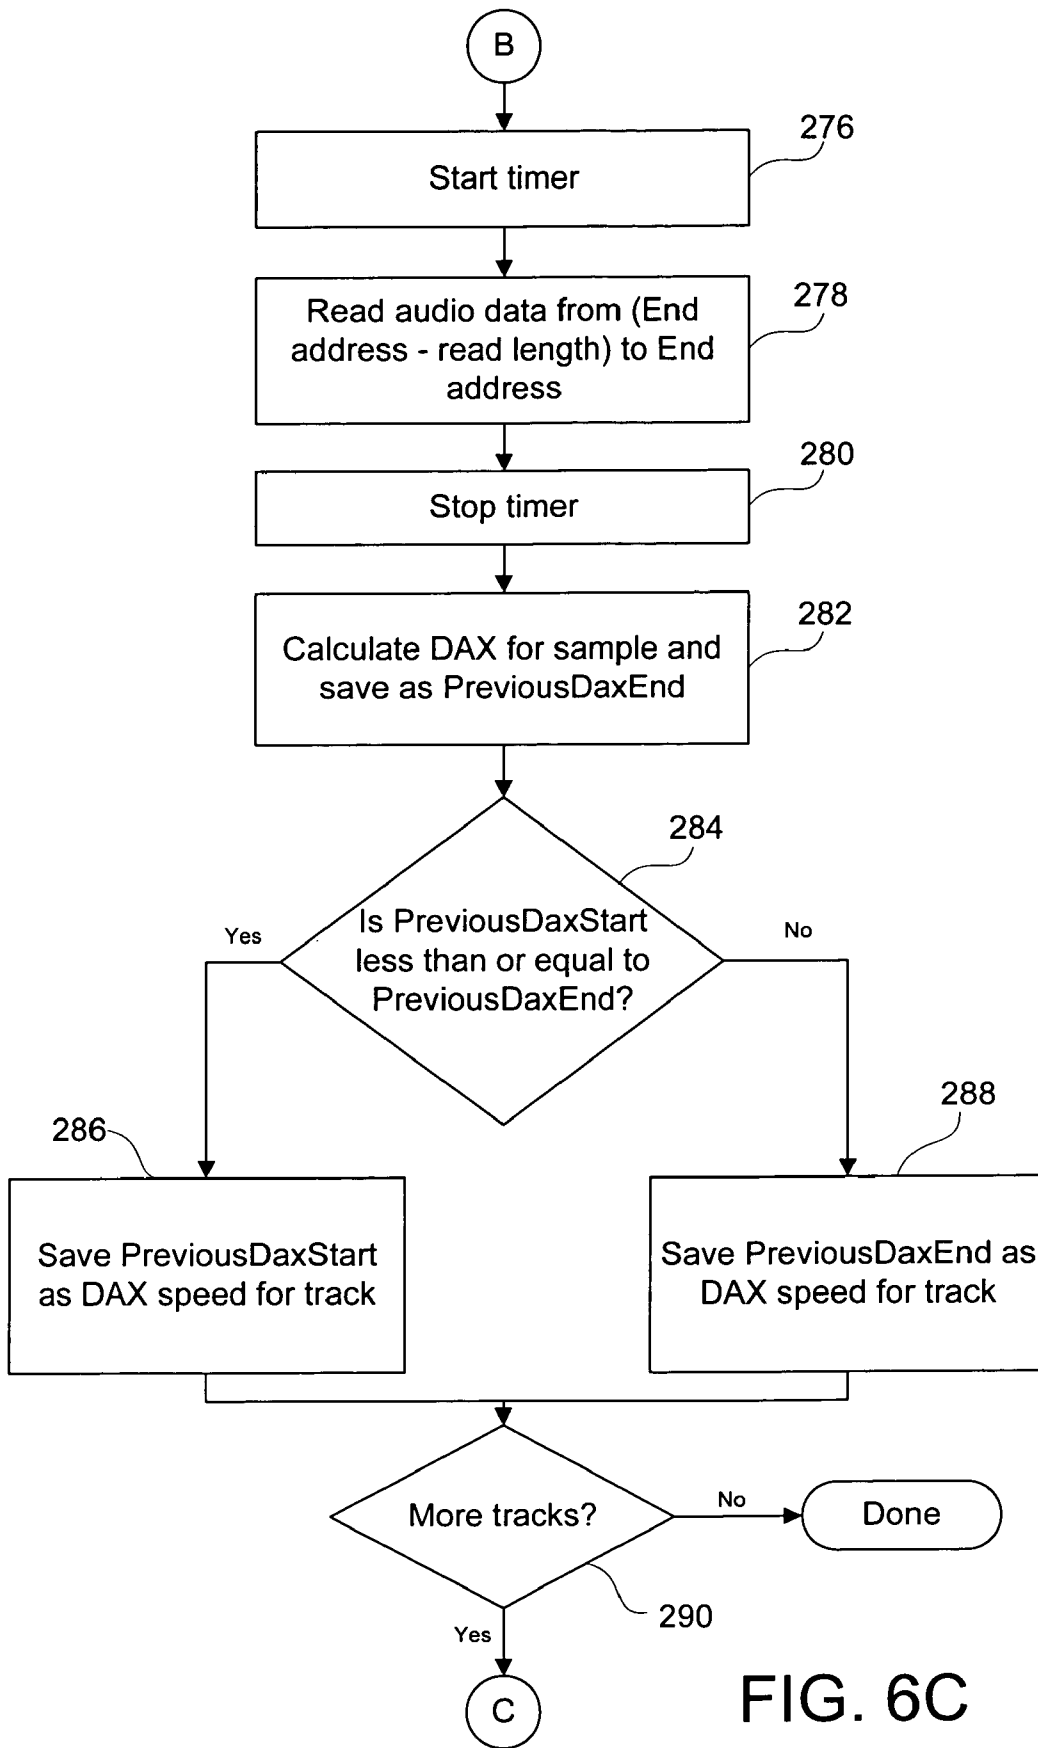 B
276
Start timer
278
Read audio data from (End
address - read length) to End
address
280
Stop timer
282
Calculate DAX for sample and
save as PreviousDaxEnd
284
Is PreviousDaxStart
less than or equal to
PreviousDaxEnd?
Yes
No
286
288
Save PreviousDaxStart
as DAX speed for track
Save PreviousDaxEnd as
DAX speed for track
More tracks?
No
Done
290
Yes
C
FIG. 6C